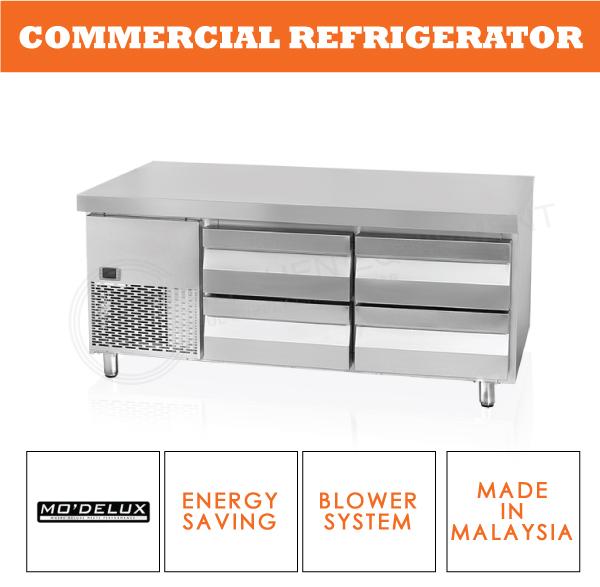 COMMERCIAL REFRIGERATOR
MO'DELUX
ENERGY
SAVING
BLOWER
SYSTEM
MADE
IN
MALAYSIA